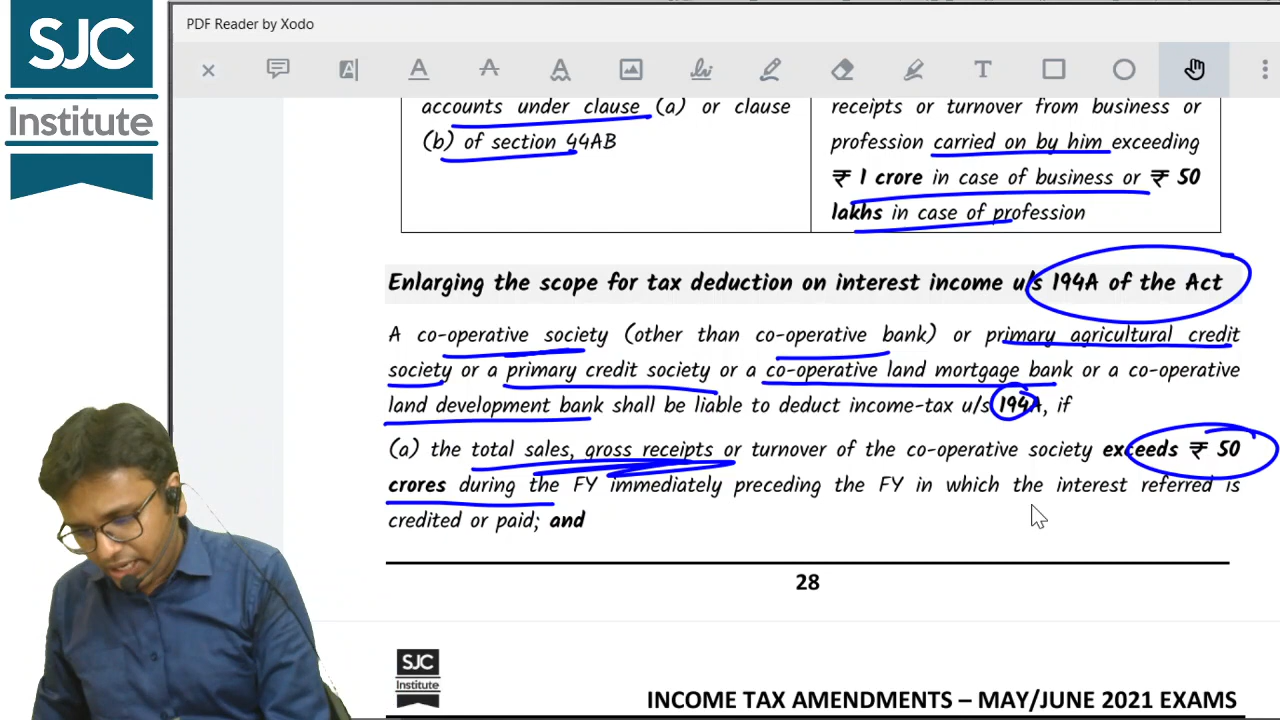 SJC
Institute
PDF Reader by Xodo
accounts under clause (a) or clause
(b) of section 44AB
receipts or turnover from business or
profession carried on by him exceeding
₹ 1 crore in case of business or ₹ 50
lakhs in case of profession
Enlarging the scope for tax deduction on interest income u/s 194A of the Act
A co-operative society (other than co-operative bank) or primary agricultural credit
society or a primary credit society or a co-operative land mortgage bank or a co-operative
land development bank shall be liable to deduct income-tax u/s 194A, if
(a) the total sales, gross receipts or turnover of the co-operative society exceeds ₹ 50
crores during the FY immediately preceding the FY in which the interest referred is
credited or paid; and
28
SJC
Institute
INCOME TAX AMENDMENTS – MAY/JUNE 2021 EXAMS